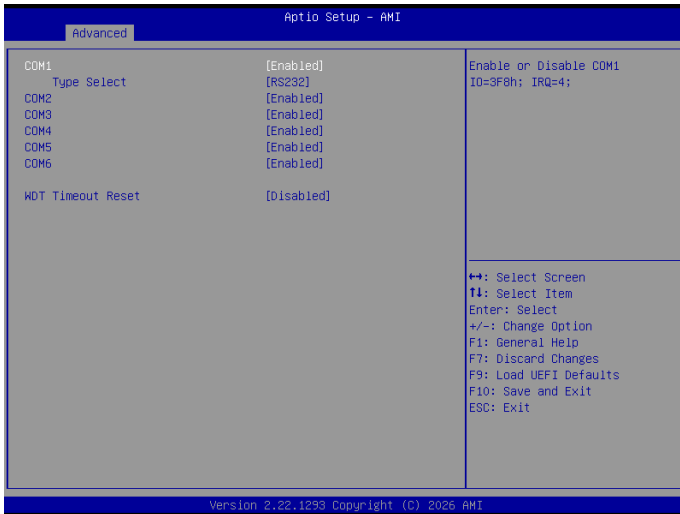 Aptio Setup - AMI
Advanced
COM1 [Enabled]
Type Select [RS232]
COM2 [Enabled]
COM3 [Enabled]
COM4 [Enabled]
COM5 [Enabled]
COM6 [Enabled]
WDT Timeout Reset [Disabled]
Enable or Disable COM1
IO=3F8h; IRQ=4;
↔: Select Screen
↑↓: Select Item
Enter: Select
+/-: Change Option
F1: General Help
F7: Discard Changes
F9: Load UEFI Defaults
F10: Save and Exit
ESC: Exit
Version 2.22.1293 Copyright (C) 2026 AMI